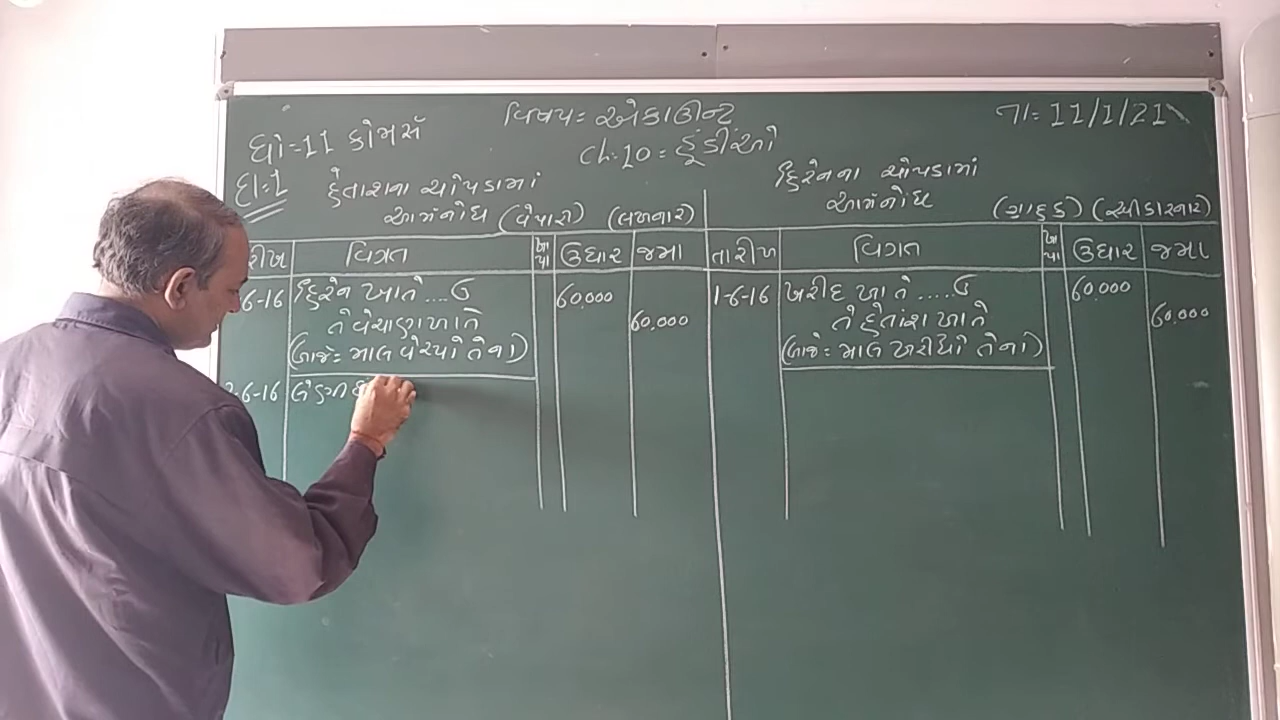 વિષય:- એકાઉન્ટ
તા:- 11/1/21
ધો:-11 કોમર્સ
ch:-10 = હૂંડીઓ
દા:-1
હેતાશના ચોપડામાં
આમનોંધ (વેપારી) (લખનાર)
હિરેનના ચોપડામાં
આમનોંધ (ગ્રાહક) (સ્વીકારનાર)
રીખ વિગત ખા પા ઉધાર જમા
તારીખ વિગત ખા પા ઉધાર જમા
6-16 હિરેન ખાતે....ઉ 60,000
તે વેચાણ ખાતે 60,000
(બાબત: માલ વેચ્યો તેના)
1-6-16 ખરીદ ખાતે.....ઉ 60,000
તે હેતાંશ ખાતે 60,000
(બાબત: માલ ખરીદ્યો તેના)
-6-16 લેણી